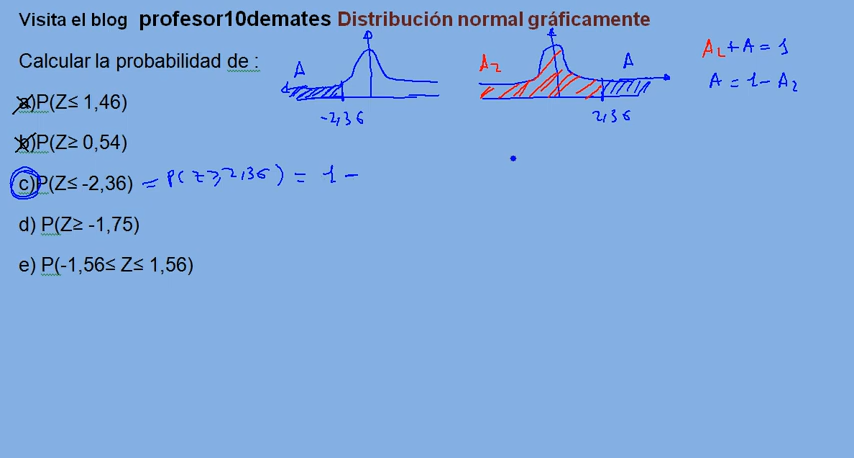 Visita el blog profesor10demates Distribución normal gráficamente
Calcular la probabilidad de :
a)P(Z≤ 1,46)
b)P(Z≥ 0,54)
c)P(Z≤ -2,36) = P(Z≥2,36) = 1 -
d) P(Z≥ -1,75)
e) P(-1,56≤ Z≤ 1,56)
A
-2,36
A2
A
2,36
A2+A=1
A=1-A2